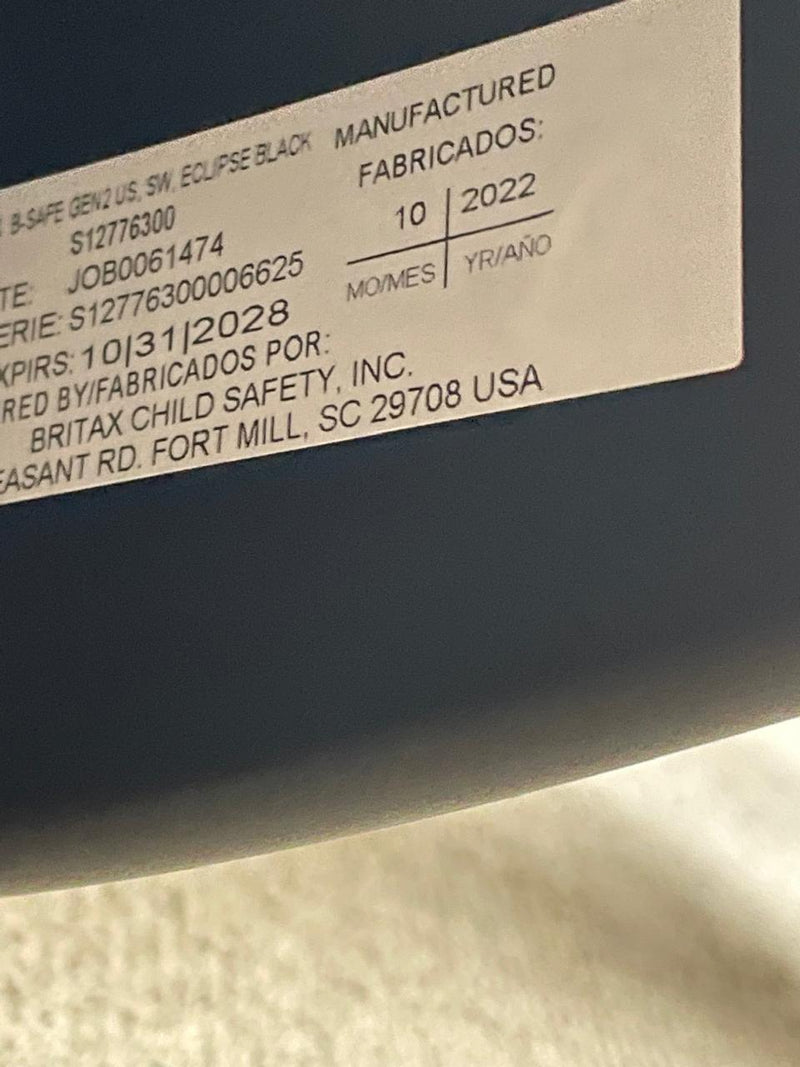 B-SAFE GEN2 US, SW, ECLIPSE BLACK
S12776300
TE: JOB0061474
ERIE: S12776300006625
XPIRS: 10|31|2028
RED BY/FABRICADOS POR:
BRITAX CHILD SAFETY, INC.
EASANT RD. FORT MILL, SC 29708 USA
MANUFACTURED
FABRICADOS:
10 | 2022
MO/MES | YR/AÑO